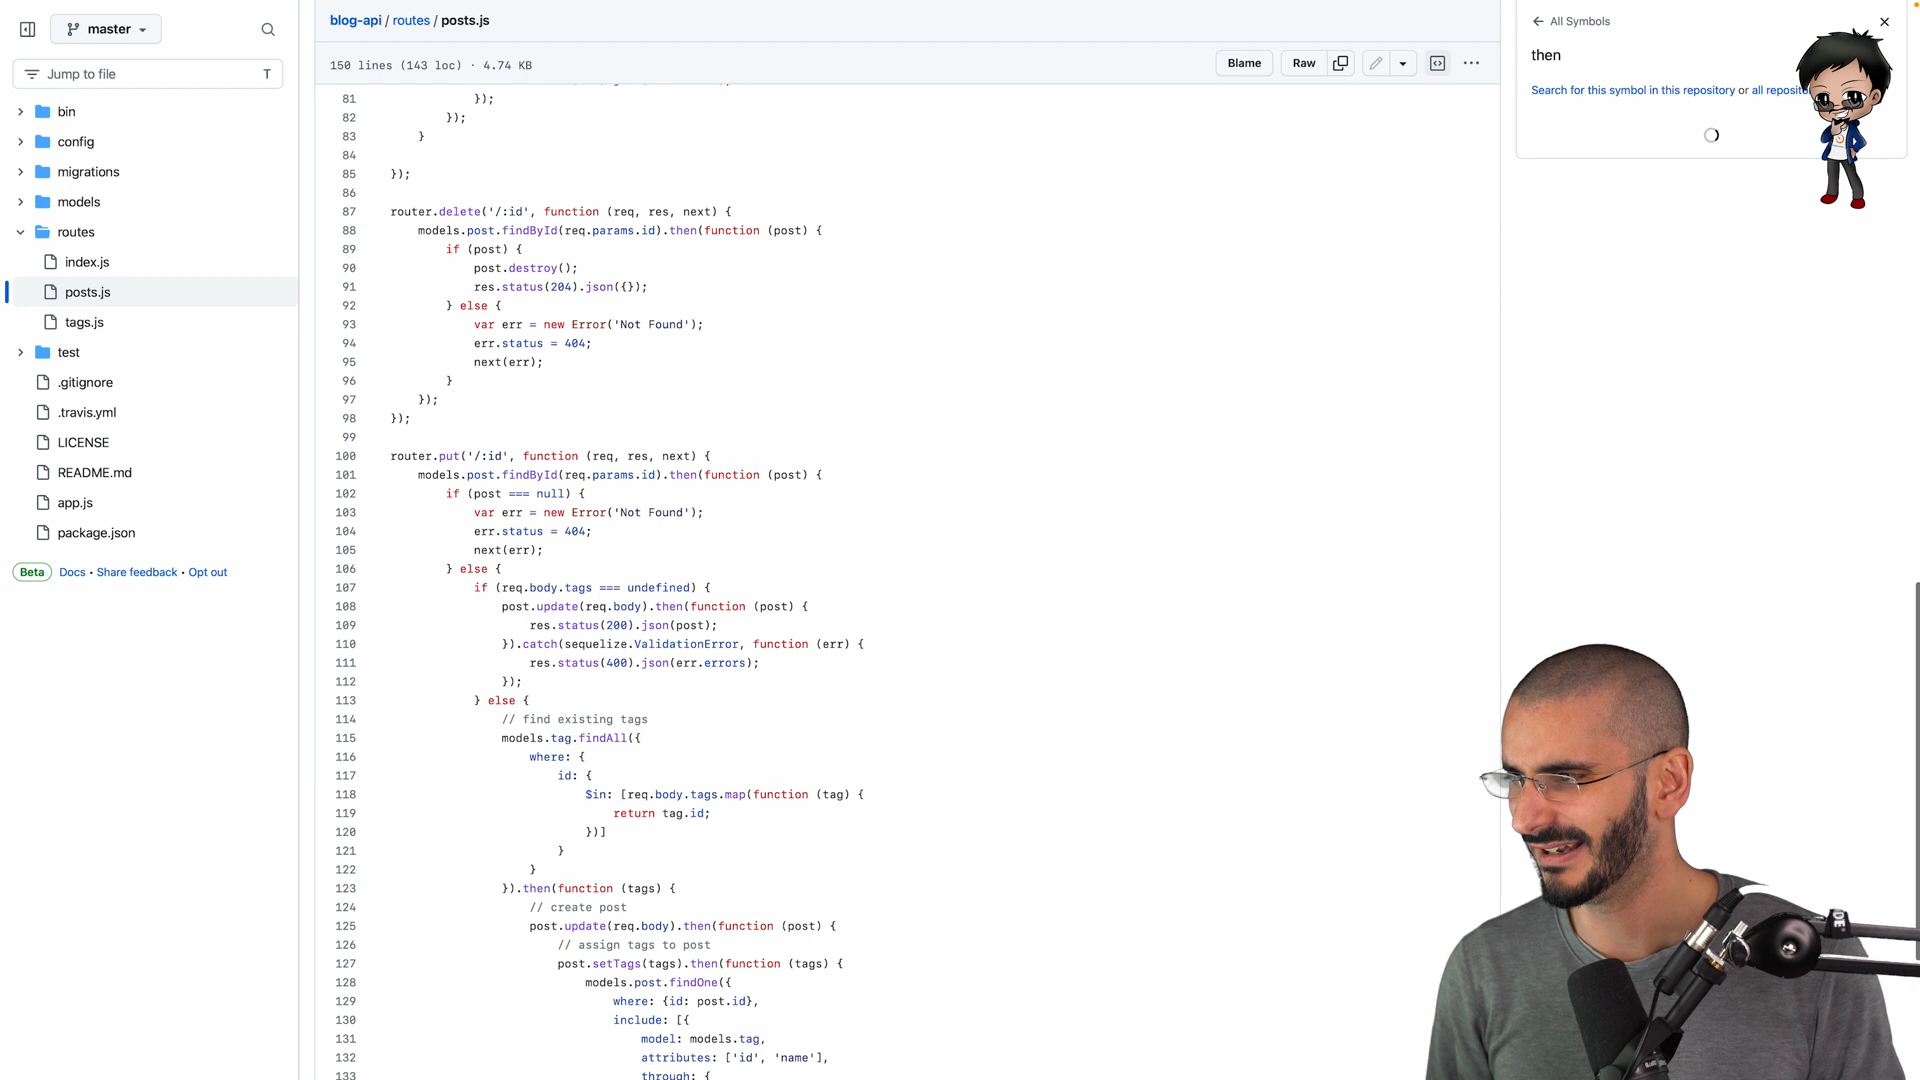 master
Jump to file
T
bin
config
migrations
models
routes
index.js
posts.js
tags.js
test
.gitignore
.travis.yml
LICENSE
README.md
app.js
package.json
Beta Docs • Share feedback • Opt out
blog-api / routes / posts.js
150 lines (143 loc) · 4.74 KB
Blame
Raw
81 });
82 });
83 }
84
85 });
86
87 router.delete('/:id', function (req, res, next) {
88 models.post.findById(req.params.id).then(function (post) {
89 if (post) {
90 post.destroy();
91 res.status(204).json({});
92 } else {
93 var err = new Error('Not Found');
94 err.status = 404;
95 next(err);
96 }
97 });
98 });
99
100 router.put('/:id', function (req, res, next) {
101 models.post.findById(req.params.id).then(function (post) {
102 if (post === null) {
103 var err = new Error('Not Found');
104 err.status = 404;
105 next(err);
106 } else {
107 if (req.body.tags === undefined) {
108 post.update(req.body).then(function (post) {
109 res.status(200).json(post);
110 }).catch(sequelize.ValidationError, function (err) {
111 res.status(400).json(err.errors);
112 });
113 } else {
114 // find existing tags
115 models.tag.findAll({
116 where: {
117 id: {
118 $in: [req.body.tags.map(function (tag) {
119 return tag.id;
120 })]
121 }
122 }
123 }).then(function (tags) {
124 // create post
125 post.update(req.body).then(function (post) {
126 // assign tags to post
127 post.setTags(tags).then(function (tags) {
128 models.post.findOne({
129 where: {id: post.id},
130 include: [{
131 model: models.tag,
132 attributes: ['id', 'name'],
133 through: {
All Symbols
then
Search for this symbol in this repository or all